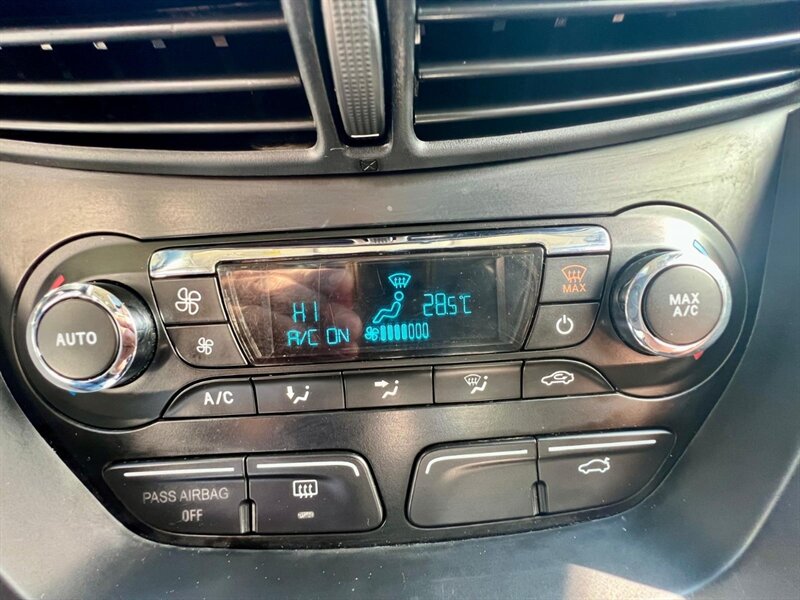 HI
28.5°C
A/C ON
MAX
AUTO
MAX
A/C
A/C
PASS AIRBAG
OFF